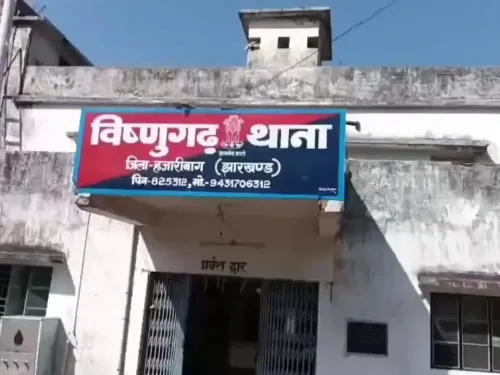 विष्णुगढ़ थाना
जिला-हजारीबाग (झारखण्ड)
पिन-825312, मो.-9431706312
प्रवेश द्वार